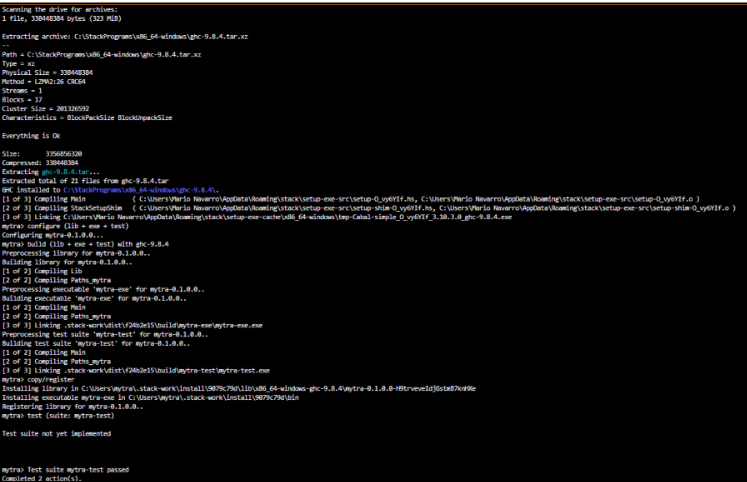 Scanning the drive for archives:
1 file, 338448384 bytes (323 MiB)
Extracting archive: C:\StackPrograms\x86_64-windows\ghc-9.8.4.tar.xz
--
Path = C:\StackPrograms\x86_64-windows\ghc-9.8.4.tar.xz
Type = xz
Physical Size = 338448384
Method = LZMA2:26 CRC64
Streams = 1
Blocks = 17
Cluster Size = 201326592
Characteristics = BlockPackSize BlockUnpackSize
Everything is Ok
Size: 3356856320
Compressed: 338448384
Extracting ghc-9.8.4.tar...
Extracted total of 21 files from ghc-9.8.4.tar
GHC installed to C:\StackPrograms\x86_64-windows\ghc-9.8.4\.
[1 of 3] Compiling Main ( C:\Users\Mario Navarro\AppData\Roaming\stack\setup-exe-src\setup-O_vy6YIf.hs, C:\Users\Mario Navarro\AppData\Roaming\stack\setup-exe-src\setup-O_vy6YIf.o )
[2 of 3] Compiling StackSetupShim ( C:\Users\Mario Navarro\AppData\Roaming\stack\setup-exe-src\setup-shim-O_vy6YIf.hs, C:\Users\Mario Navarro\AppData\Roaming\stack\setup-exe-src\setup-shim-O_vy6YIf.o )
[3 of 3] Linking C:\Users\Mario Navarro\AppData\Roaming\stack\setup-exe-cache\x86_64-windows\tmp-Cabal-simple_O_vy6YIf_3.10.3.0_ghc-9.8.4.exe
mytra> configure (lib + exe + test)
Configuring mytra-0.1.0.0...
mytra> build (lib + exe + test) with ghc-9.8.4
Preprocessing library for mytra-0.1.0.0..
Building library for mytra-0.1.0.0..
[1 of 2] Compiling Lib
[2 of 2] Compiling Paths_mytra
Preprocessing executable 'mytra-exe' for mytra-0.1.0.0..
Building executable 'mytra-exe' for mytra-0.1.0.0..
[1 of 2] Compiling Main
[2 of 2] Compiling Paths_mytra
[3 of 3] Linking .stack-work\dist\f24b2e15\build\mytra-exe\mytra-exe.exe
Preprocessing test suite 'mytra-test' for mytra-0.1.0.0..
Building test suite 'mytra-test' for mytra-0.1.0.0..
[1 of 2] Compiling Main
[2 of 2] Compiling Paths_mytra
[3 of 3] Linking .stack-work\dist\f24b2e15\build\mytra-test\mytra-test.exe
mytra> copy/register
Installing library in C:\Users\mytra\.stack-work\install\9079c79d\lib\x86_64-windows-ghc-9.8.4\
Installing executable mytra-exe in C:\Users\mytra\.stack-work\install\9079c79d\bin
Registering library for mytra-0.1.0.0..
mytra> test (suite: mytra-test)
Test suite not yet implemented
mytra> Test suite mytra-test passed
Completed 2 action(s).